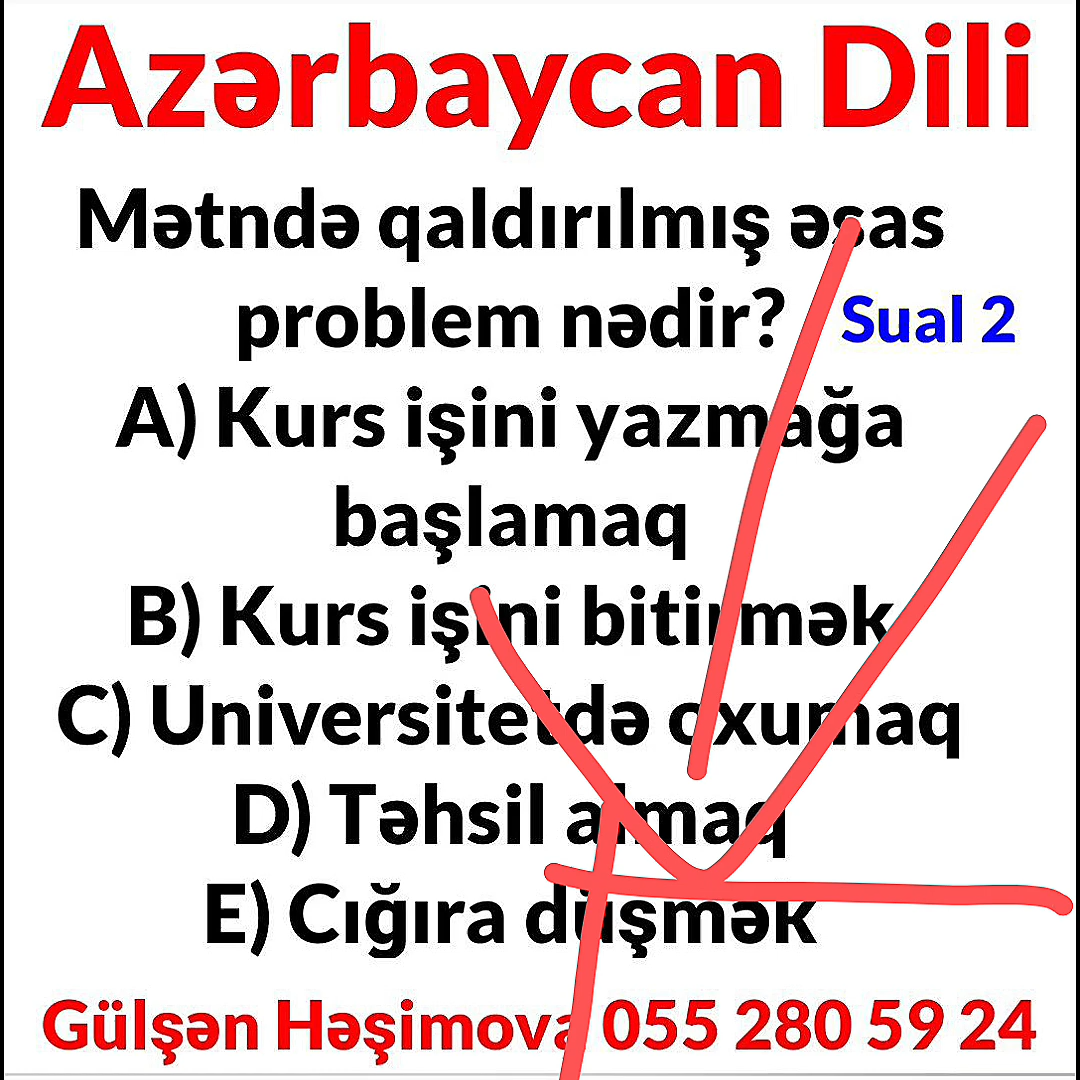 Azərbaycan Dili
Mətndə qaldırılmış əsas
problem nədir?
Sual 2
A) Kurs işini yazmağa
başlamaq
B) Kurs işini bitirmək
C) Universitetdə oxumaq
D) Təhsil almaq
E) Cığıra düşmək
Gülşən Həşimova 055 280 59 24